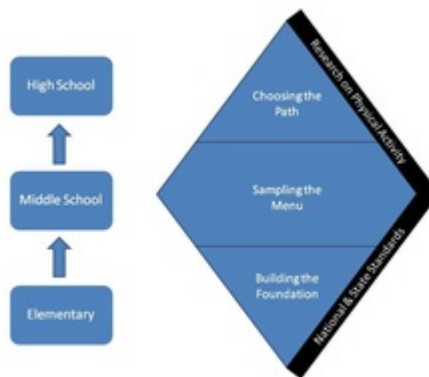 High School
Middle School
Elementary
Choosing the
Path
Sampling the
Menu
Building the
Foundation
Research on Physical Activity
National & State Standards